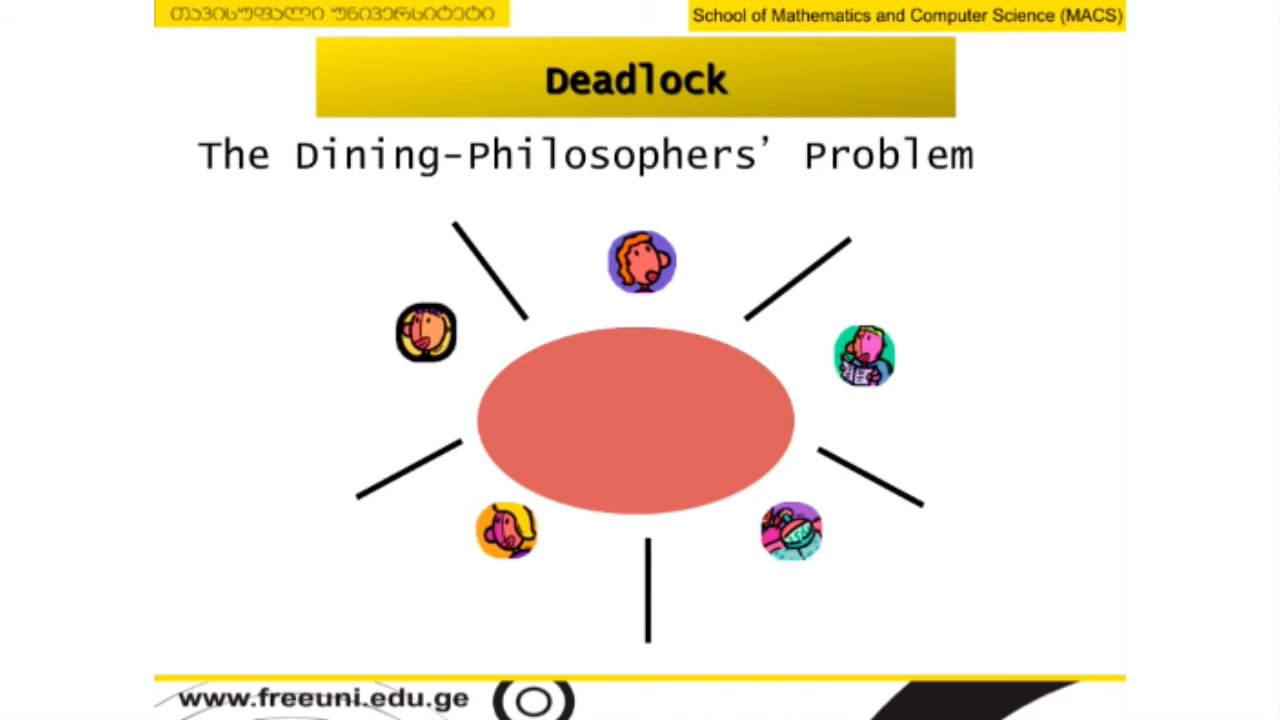 თავისუფალი უნივერსიტეტი
School of Mathematics and Computer Science (MACS)
Deadlock
The Dining-Philosophers’ Problem
www.freeuni.edu.ge